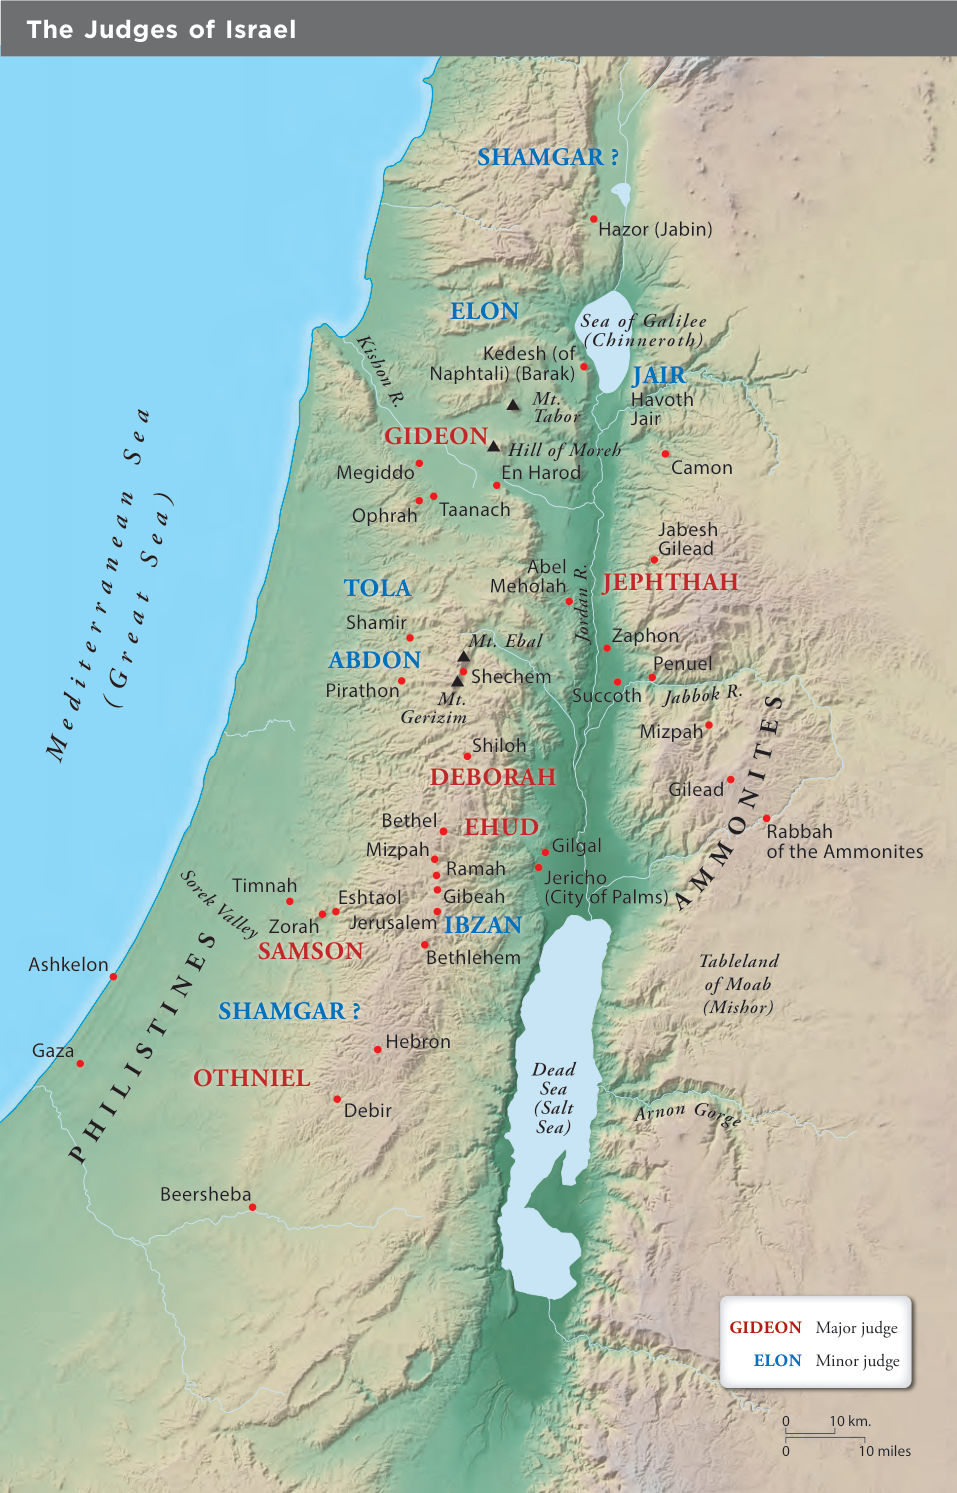 The Judges of Israel
SHAMGAR ?
Hazor (Jabin)
ELON
Sea of Galilee
(Chinneroth)
Kishon R.
Kedesh (of
Naphtali) (Barak)
JAIR
Havoth
Jair
Mt.
Tabor
GIDEON
Hill of Moreh
Megiddo
En Harod
Camon
Ophrah
Taanach
Mediterranean Sea
(Great Sea)
Jabesh
Gilead
Abel
Meholah
JEPHTHAH
TOLA
Jordan R.
Shamir
Zaphon
Mt. Ebal
ABDON
Shechem
Penuel
Pirathon
Succoth
Jabbok R.
Mt.
Gerizim
Mizpah
Shiloh
DEBORAH
Gilead
AMMONITES
Bethel
EHUD
Rabbah
of the Ammonites
Mizpah
Gilgal
Ramah
Jericho
(City of Palms)
Timnah
Sorek Valley
Eshtaol
Gibeah
Zorah
Jerusalem
IBZAN
SAMSON
Bethlehem
Ashkelon
PHILISTINES
Tableland
of Moab
(Mishor)
SHAMGAR ?
Gaza
Hebron
OTHNIEL
Dead
Sea
(Salt
Sea)
Debir
Arnon Gorge
Beersheba
GIDEON Major judge
ELON Minor judge
0 10 km.
0 10 miles